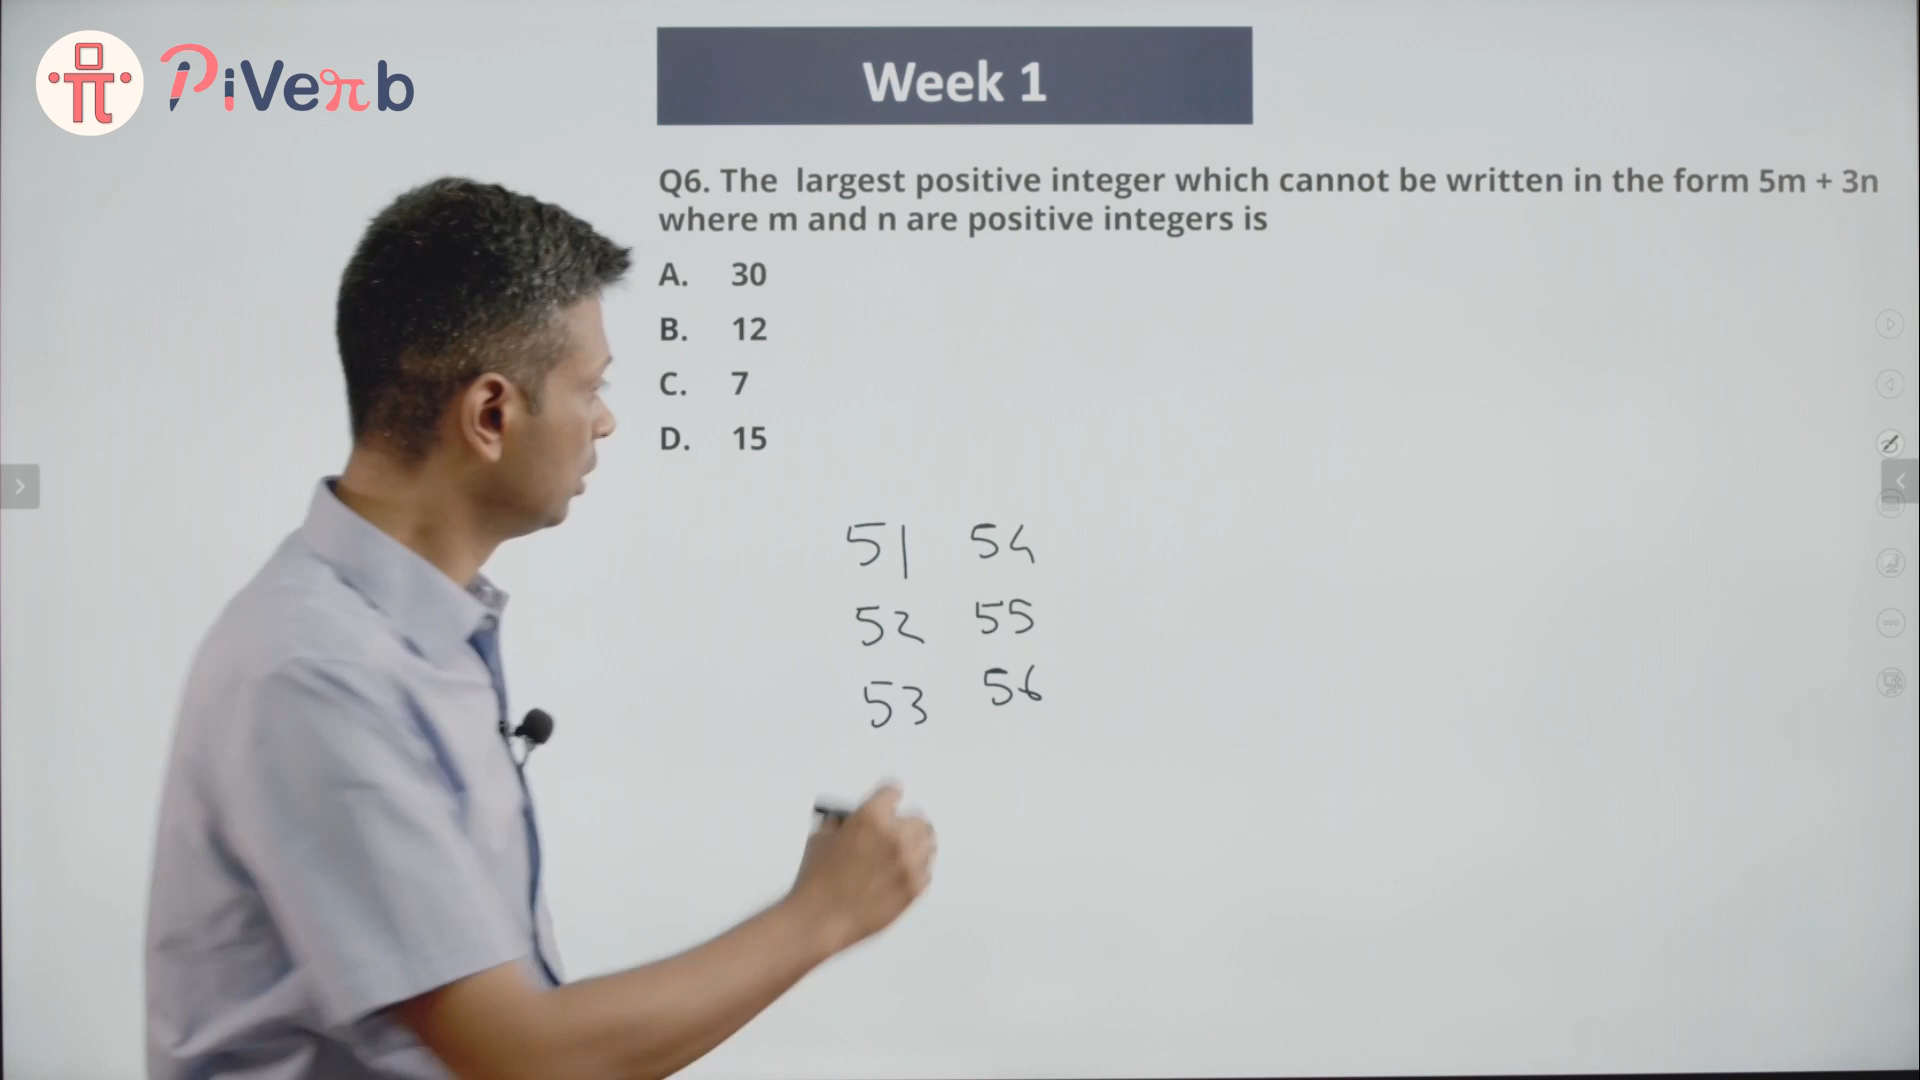 PiVeπb
Week 1
Q6. The largest positive integer which cannot be written in the form 5m + 3n
where m and n are positive integers is
A. 30
B. 12
C. 7
D. 15
51 54
52 55
53 56